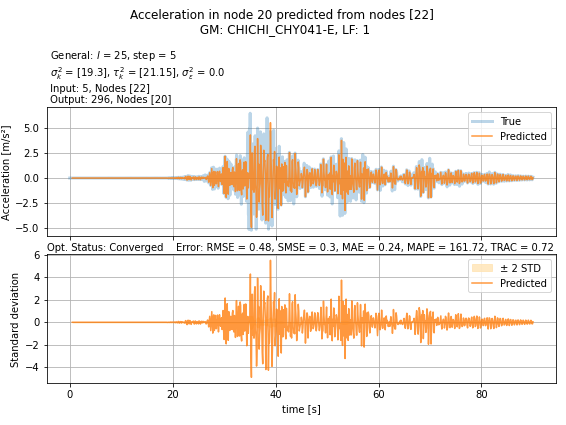 Acceleration in node 20 predicted from nodes [22]
GM: CHICHI_CHY041-E, LF: 1
General: l = 25, step = 5
σ²ₖ = [19.3], τ²ₖ = [21.15], σ²ε = 0.0
Input: 5, Nodes [22]
Output: 296, Nodes [20]
Acceleration [m/s²]
5.0
2.5
0.0
−2.5
−5.0
True
Predicted
Opt. Status: Converged Error: RMSE = 0.48, SMSE = 0.3, MAE = 0.24, MAPE = 161.72, TRAC = 0.72
Standard deviation
6
4
2
0
−2
−4
± 2 STD
Predicted
0 20 40 60 80
time [s]